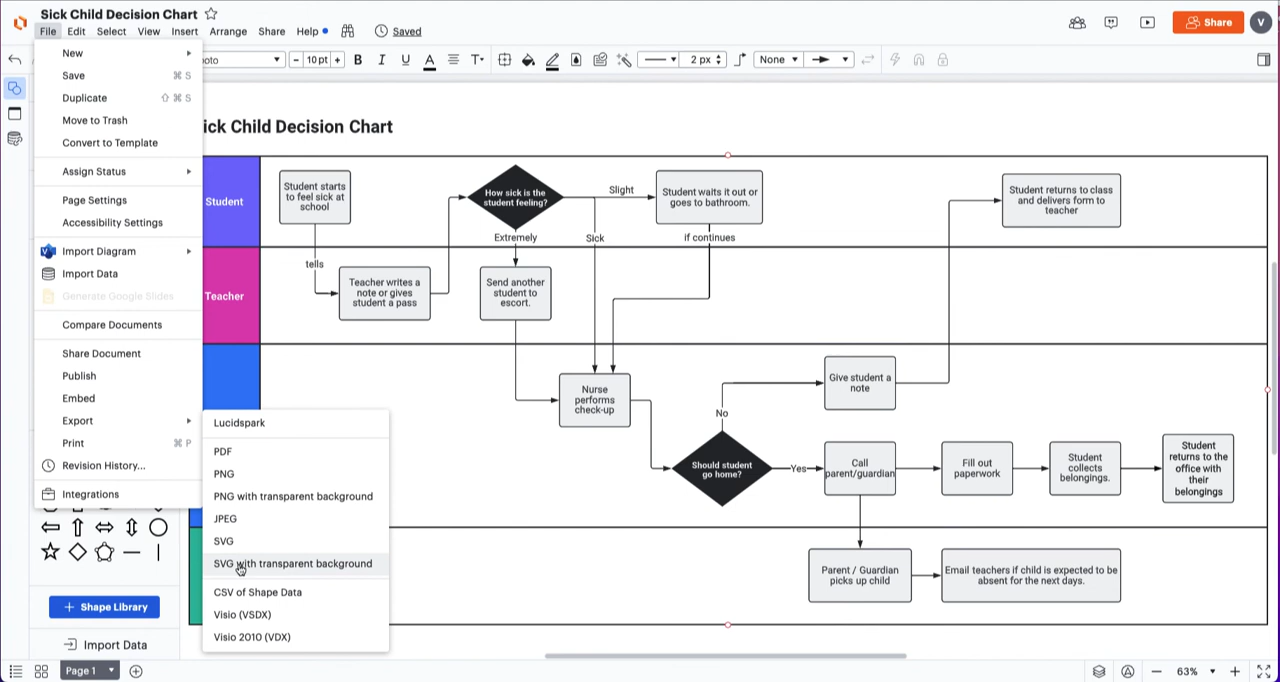 Sick Child Decision Chart
File Edit Select View Insert Arrange Share Help Saved
Share
V
oto
− 10 pt + B I U A T
2 px
None
New
Save ⌘ S
Duplicate ⇧ ⌘ S
Move to Trash
Convert to Template
Assign Status
Page Settings
Accessibility Settings
Import Diagram
Import Data
Generate Google Slides
Compare Documents
Share Document
Publish
Embed
Export
Print ⌘ P
Revision History...
Integrations
Lucidspark
PDF
PNG
PNG with transparent background
JPEG
SVG
SVG with transparent background
CSV of Shape Data
Visio (VSDX)
Visio 2010 (VDX)
+ Shape Library
Import Data
ick Child Decision Chart
Student
Student starts
to feel sick at
school
How sick is the
student feeling?
Slight
Student waits it out or
goes to bathroom.
Student returns to class
and delivers form to
teacher
Extremely
Sick
if continues
tells
Teacher
Teacher writes a
note or gives
student a pass
Send another
student to
escort.
Nurse
performs
check-up
Give student a
note
No
Should student
go home?
Yes
Call
parent/guardian
Fill out
paperwork
Student
collects
belongings.
Student
returns to the
office with
their
belongings
Parent / Guardian
picks up child
Email teachers if child is expected to be
absent for the next days.
Page 1
63%